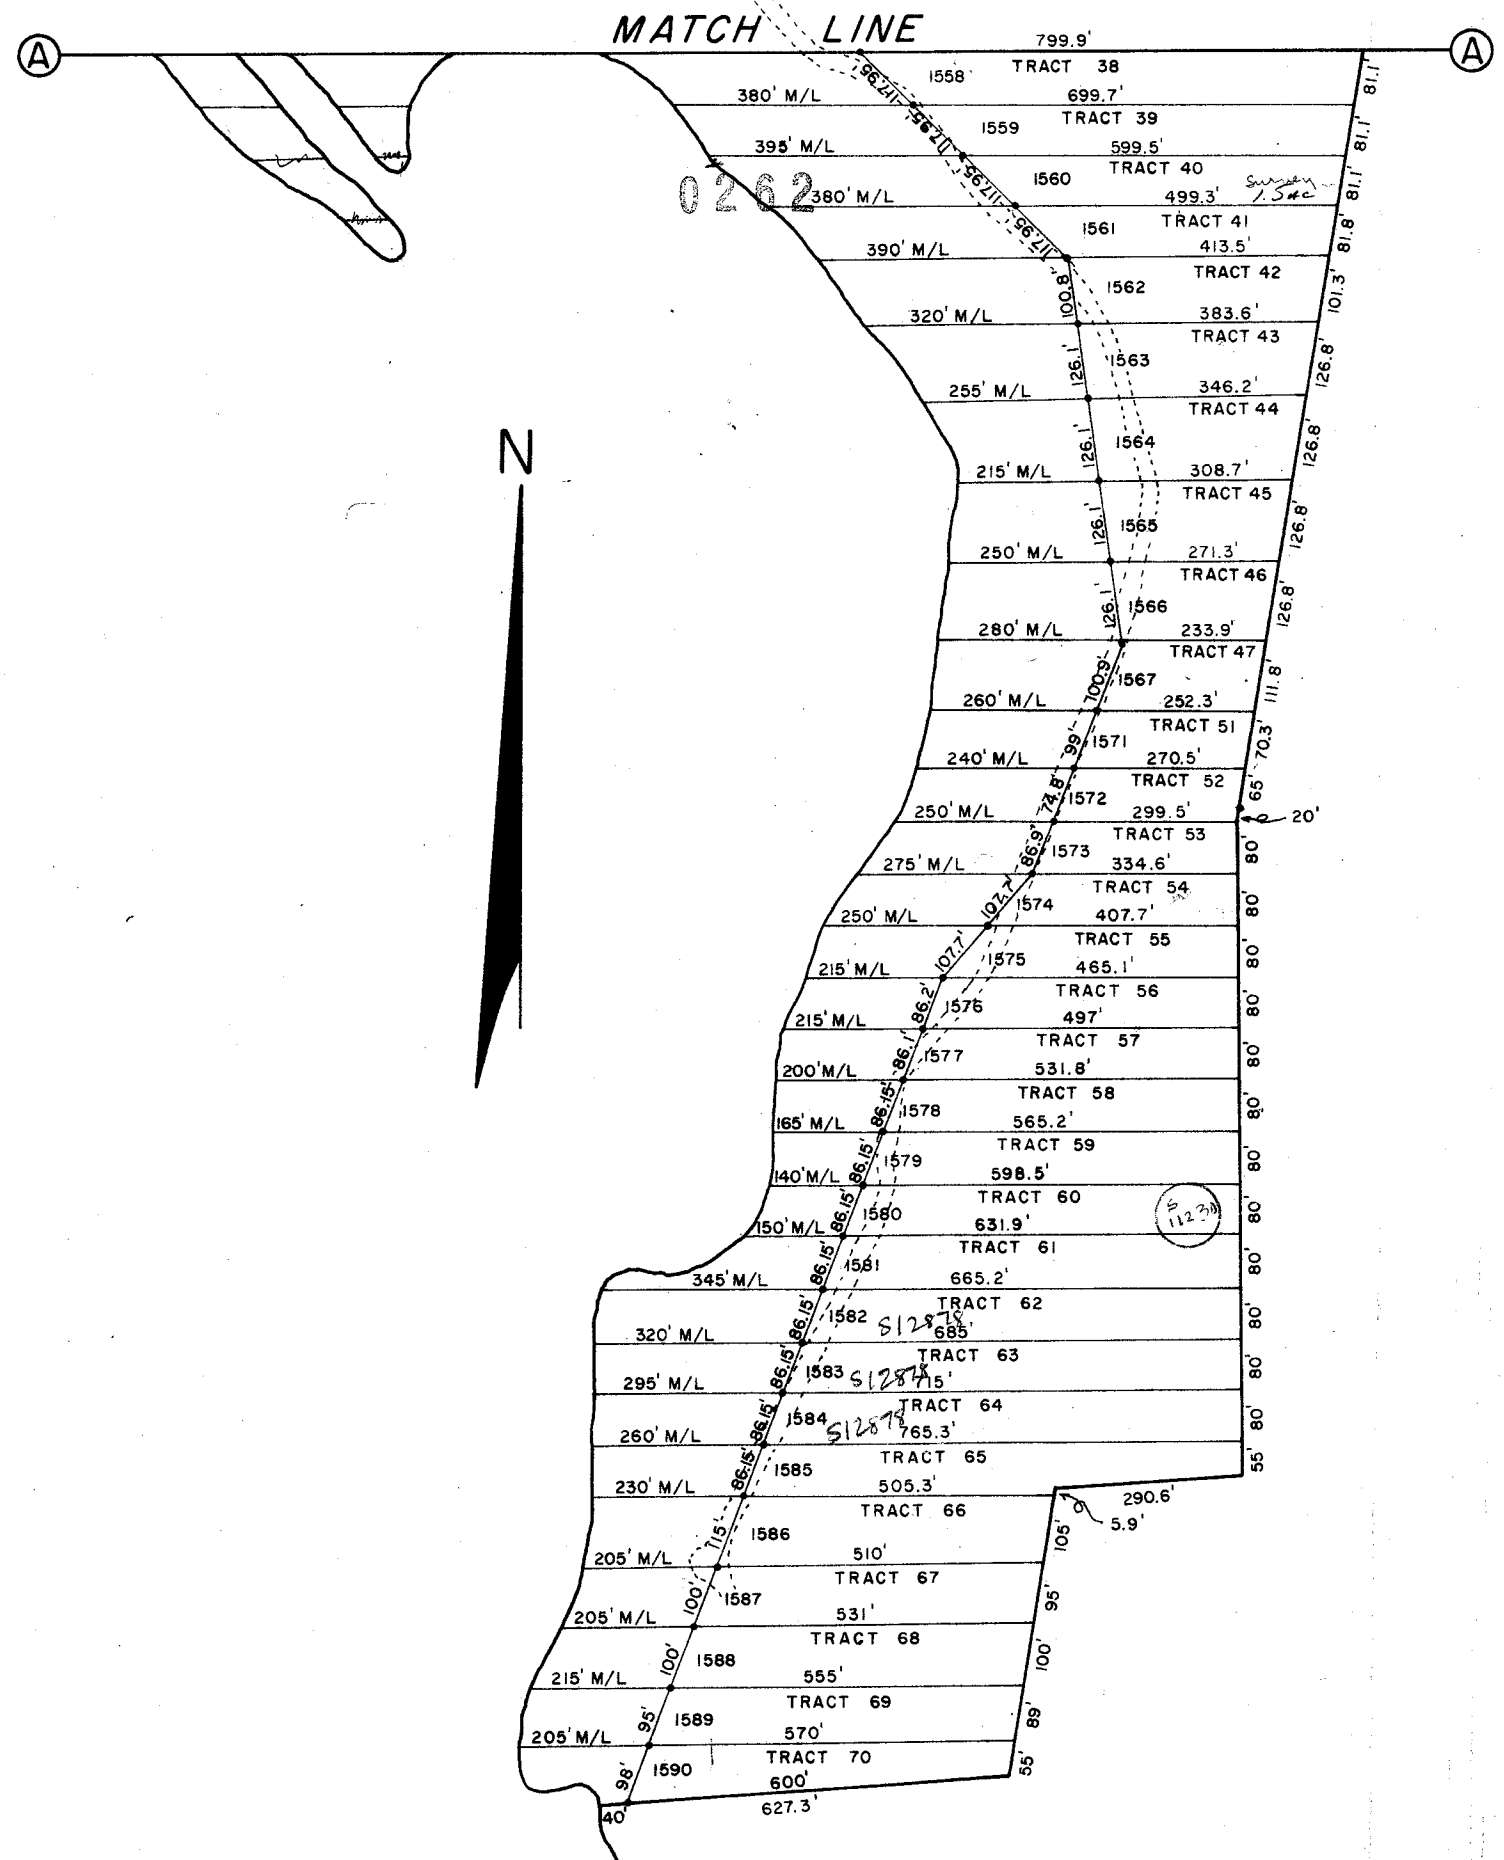 MATCH LINE
A
A
799.9'
1558
TRACT 38
81.1'
117.95'
380' M/L
699.7'
1559
TRACT 39
81.1'
117.95'
395' M/L
599.5'
1560
TRACT 40
Survey
1.5 ac
81.1'
117.95'
0262
380' M/L
499.3'
1561
TRACT 41
81.8'
117.95'
390' M/L
413.5'
1562
TRACT 42
101.3'
100.8'
320' M/L
383.6'
1563
TRACT 43
126.8'
126.1'
255' M/L
346.2'
1564
TRACT 44
126.8'
126.1'
N
215' M/L
308.7'
1565
TRACT 45
126.8'
126.1'
250' M/L
271.3'
1566
TRACT 46
126.8'
126.1'
280' M/L
233.9'
1567
TRACT 47
111.8'
100.9'
260' M/L
252.3'
1571
TRACT 51
70.3'
99'
240' M/L
270.5'
1572
TRACT 52
65'
74.8'
250' M/L
299.5'
20'
1573
TRACT 53
80'
86.9'
275' M/L
334.6'
1574
TRACT 54
80'
107.7'
250' M/L
407.7'
1575
TRACT 55
80'
107.7'
215' M/L
465.1'
1576
TRACT 56
80'
86.2'
215' M/L
497'
1577
TRACT 57
80'
86.1'
200' M/L
531.8'
1578
TRACT 58
80'
86.15'
165' M/L
565.2'
1579
TRACT 59
80'
86.15'
140' M/L
598.5'
1580
TRACT 60
S
11230
80'
86.15'
150' M/L
631.9'
1581
TRACT 61
80'
86.15'
345' M/L
665.2'
1582
TRACT 62
80'
86.15'
S12878
320' M/L
685'
1583
TRACT 63
80'
86.15'
S12878
295' M/L
715'
1584
TRACT 64
80'
86.15'
S12878
260' M/L
765.3'
1585
TRACT 65
55'
86.15'
230' M/L
505.3'
290.6'
5.9'
1586
TRACT 66
105'
115'
205' M/L
510'
1587
TRACT 67
95'
100'
205' M/L
531'
1588
TRACT 68
100'
100'
215' M/L
555'
1589
TRACT 69
89'
95'
205' M/L
570'
1590
TRACT 70
55'
98'
600'
40'
627.3'